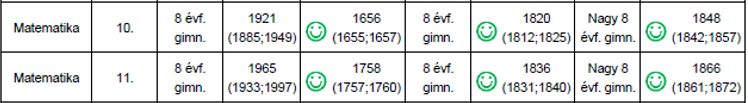 Matematika 10. 8 évf. gimn. 1921 (1885;1949) 1656 (1655;1657) 8 évf. gimn. 1820 (1812;1825) Nagy 8 évf. gimn. 1848 (1842;1857)
Matematika 11. 8 évf. gimn. 1965 (1933;1997) 1758 (1757;1760) 8 évf. gimn. 1836 (1831;1840) Nagy 8 évf. gimn. 1866 (1861;1872)